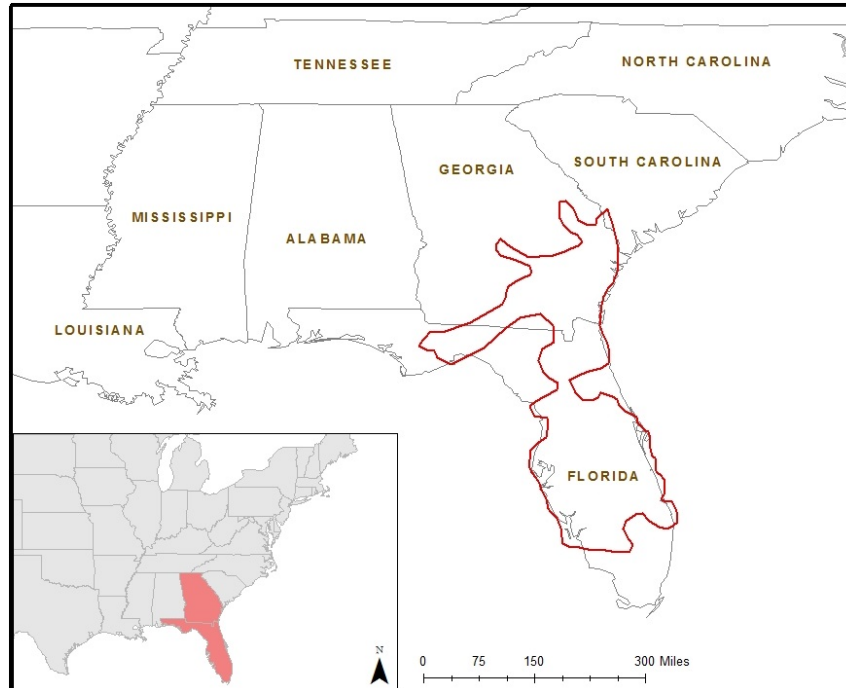 TENNESSEE
NORTH CAROLINA
GEORGIA
SOUTH CAROLINA
MISSISSIPPI
ALABAMA
LOUISIANA
FLORIDA
N
0 75 150 300 Miles